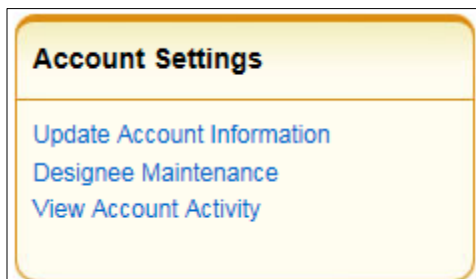 Account Settings
Update Account Information
Designee Maintenance
View Account Activity